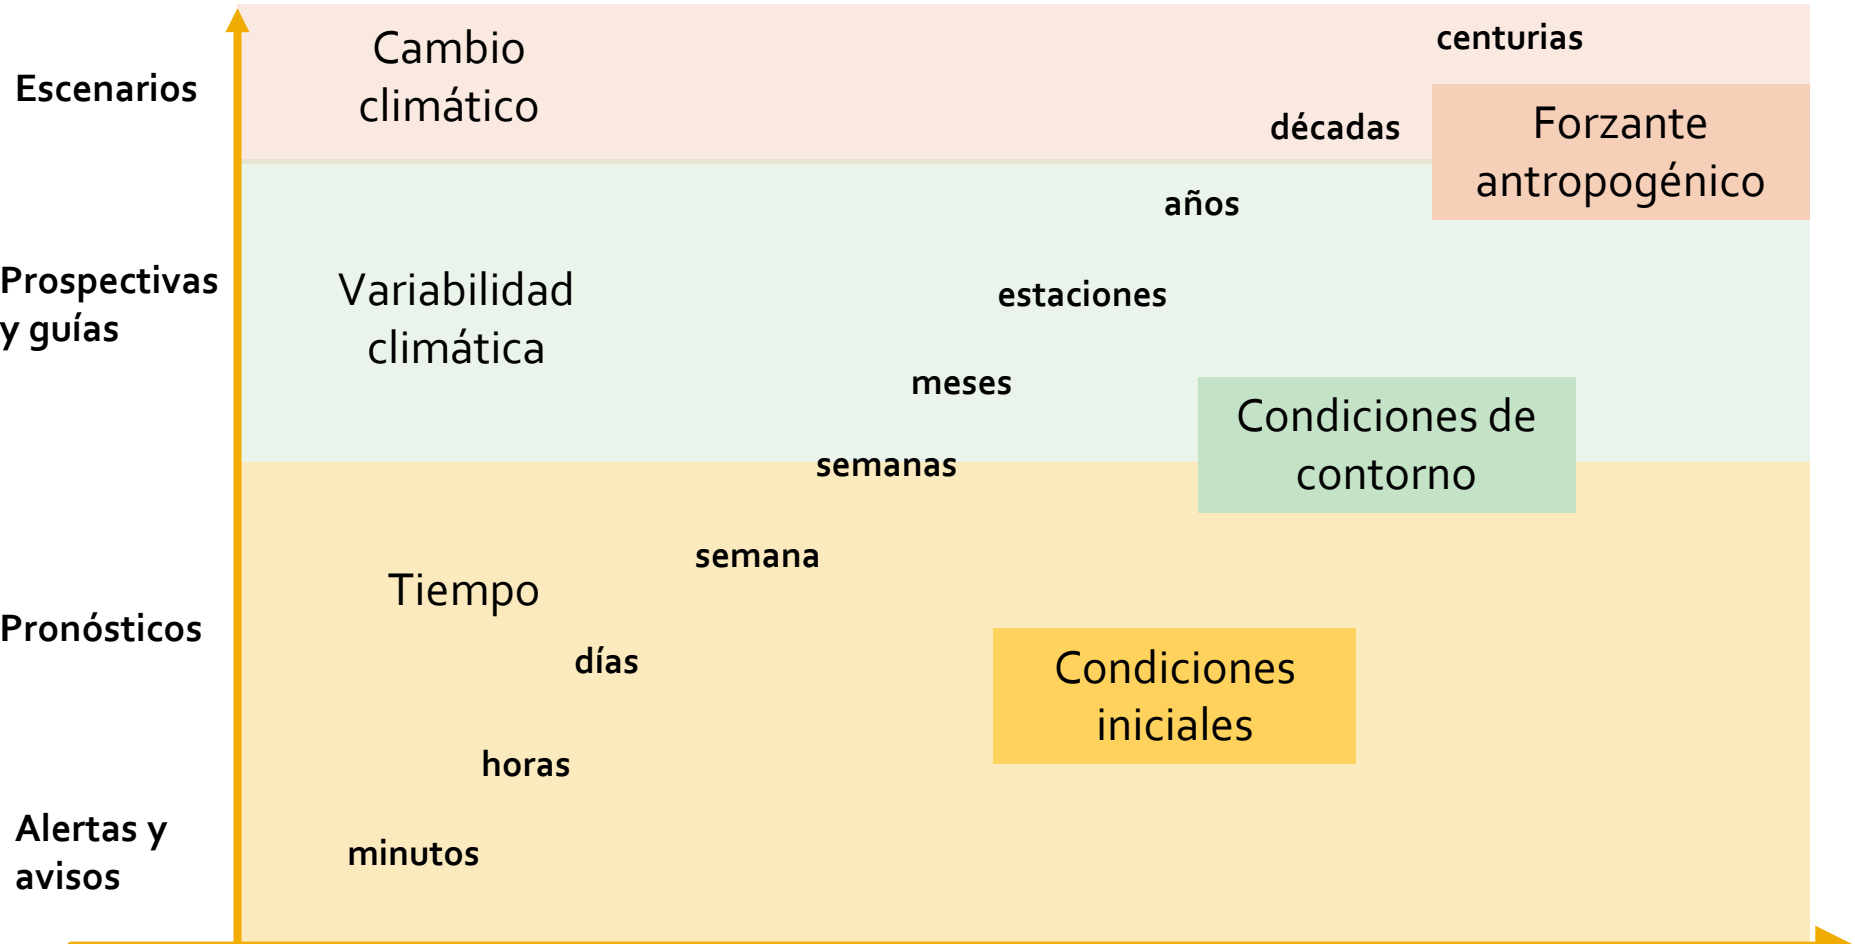 Cambio
climático
centurias
Escenarios
décadas
Forzante
antropogénico
años
Prospectivas
y guías
Variabilidad
climática
estaciones
meses
Condiciones de
contorno
semanas
semana
Tiempo
Pronósticos
días
Condiciones
iniciales
horas
Alertas y
avisos
minutos